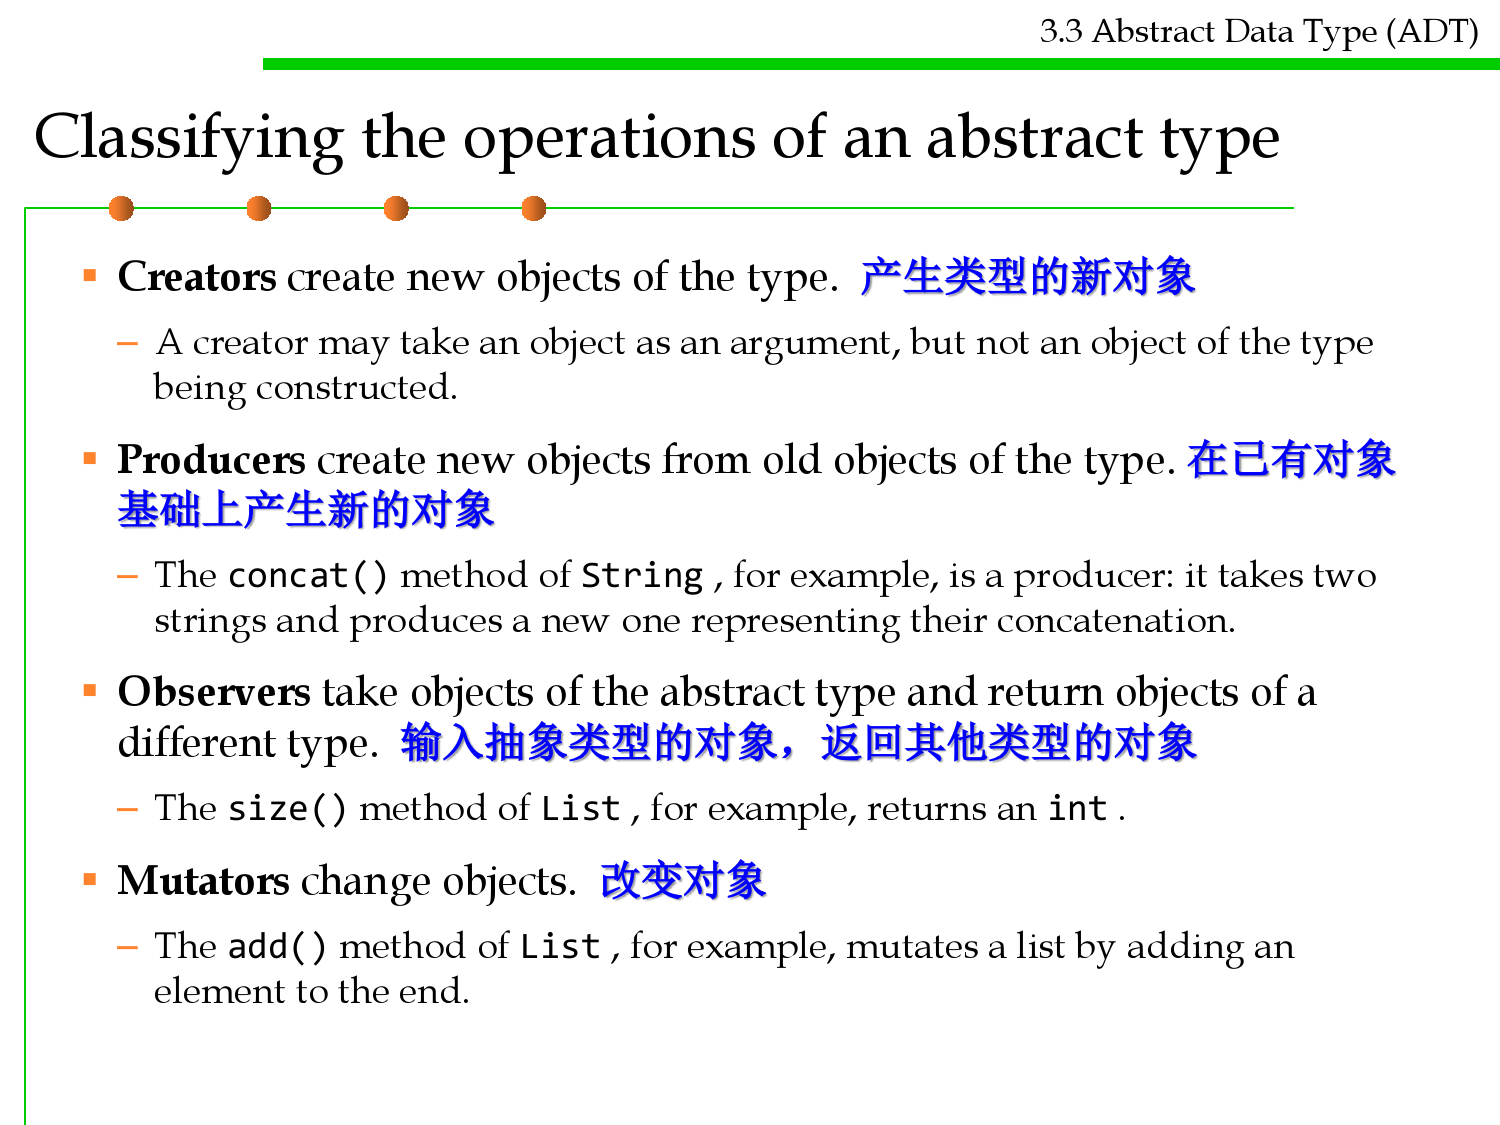 3.3 Abstract Data Type (ADT)
Classifying the operations of an abstract type
▪ Creators create new objects of the type. 产生类型的新对象
– A creator may take an object as an argument, but not an object of the type
being constructed.
▪ Producers create new objects from old objects of the type. 在已有对象
基础上产生新的对象
– The concat() method of String , for example, is a producer: it takes two
strings and produces a new one representing their concatenation.
▪ Observers take objects of the abstract type and return objects of a
different type. 输入抽象类型的对象，返回其他类型的对象
– The size() method of List , for example, returns an int .
▪ Mutators change objects. 改变对象
– The add() method of List , for example, mutates a list by adding an
element to the end.